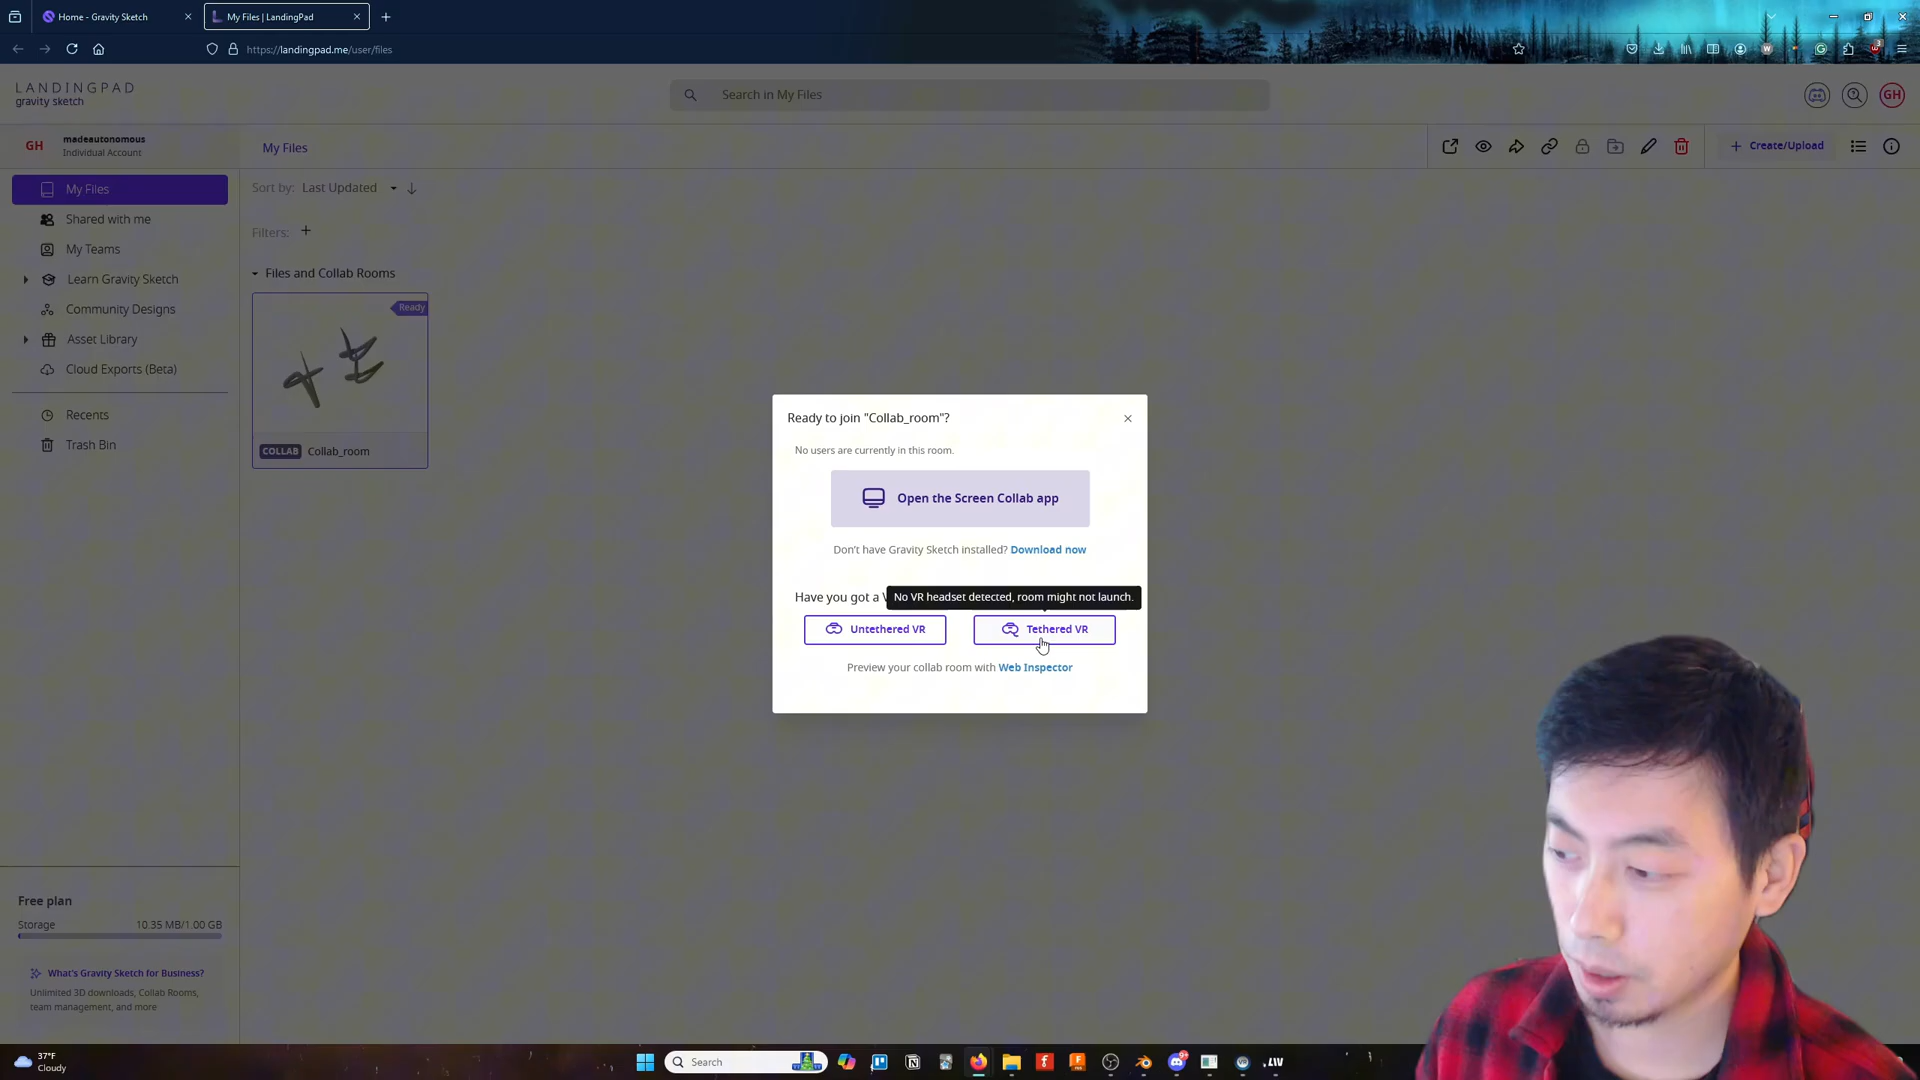 Home - Gravity Sketch
My Files | LandingPad
https://landingpad.me/user/files
LANDINGPAD
gravity sketch
Search in My Files
GH
GH
madeautonomous
Individual Account
My Files
Create/Upload
My Files
Shared with me
My Teams
Learn Gravity Sketch
Community Designs
Asset Library
Cloud Exports (Beta)
Recents
Trash Bin
Sort by: Last Updated
Filters: +
Files and Collab Rooms
Ready
COLLAB Collab_room
Ready to join "Collab_room"?
No users are currently in this room.
Open the Screen Collab app
Don't have Gravity Sketch installed? Download now
Have you got a
No VR headset detected, room might not launch.
Untethered VR
Tethered VR
Preview your collab room with Web Inspector
Free plan
Storage 10.35 MB/1.00 GB
What's Gravity Sketch for Business?
Unlimited 3D downloads, Collab Rooms,
team management, and more
37°F
Cloudy
Search